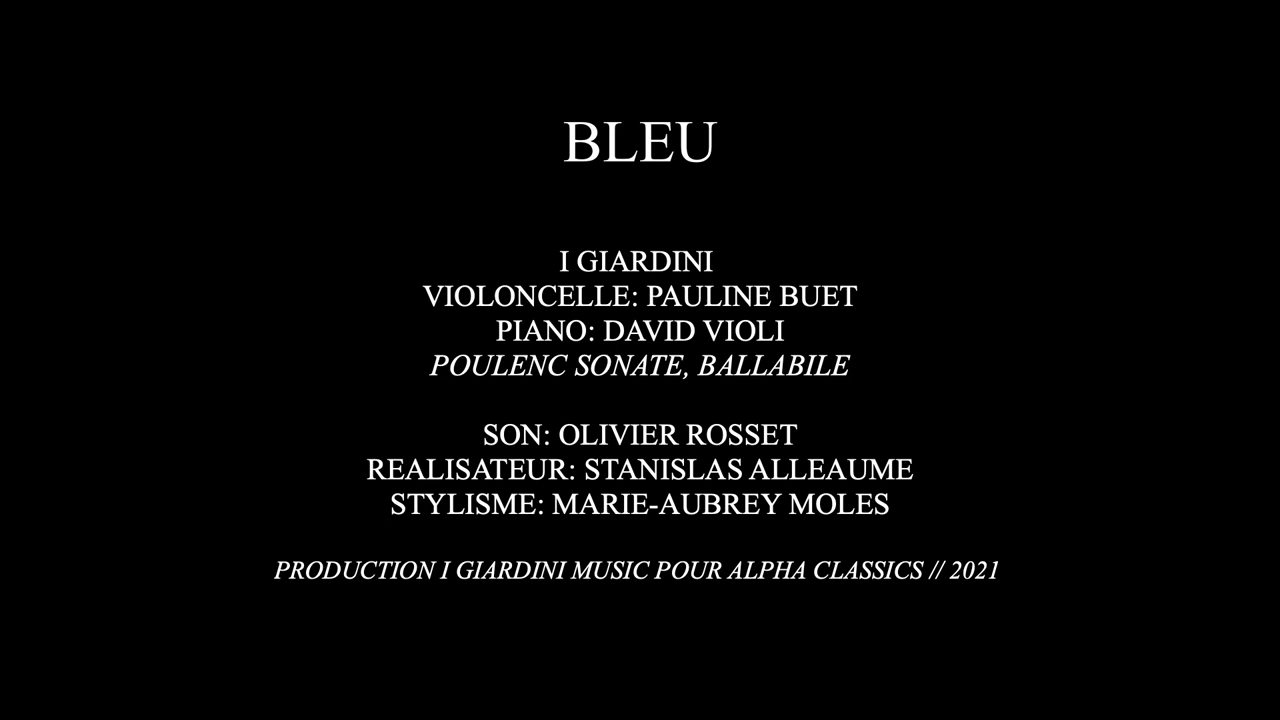 BLEU
I GIARDINI
VIOLONCELLE: PAULINE BUET
PIANO: DAVID VIOLI
POULENC SONATE, BALLABILE
SON: OLIVIER ROSSET
REALISATEUR: STANISLAS ALLEAUME
STYLISME: MARIE-AUBREY MOLES
PRODUCTION I GIARDINI MUSIC POUR ALPHA CLASSICS // 2021